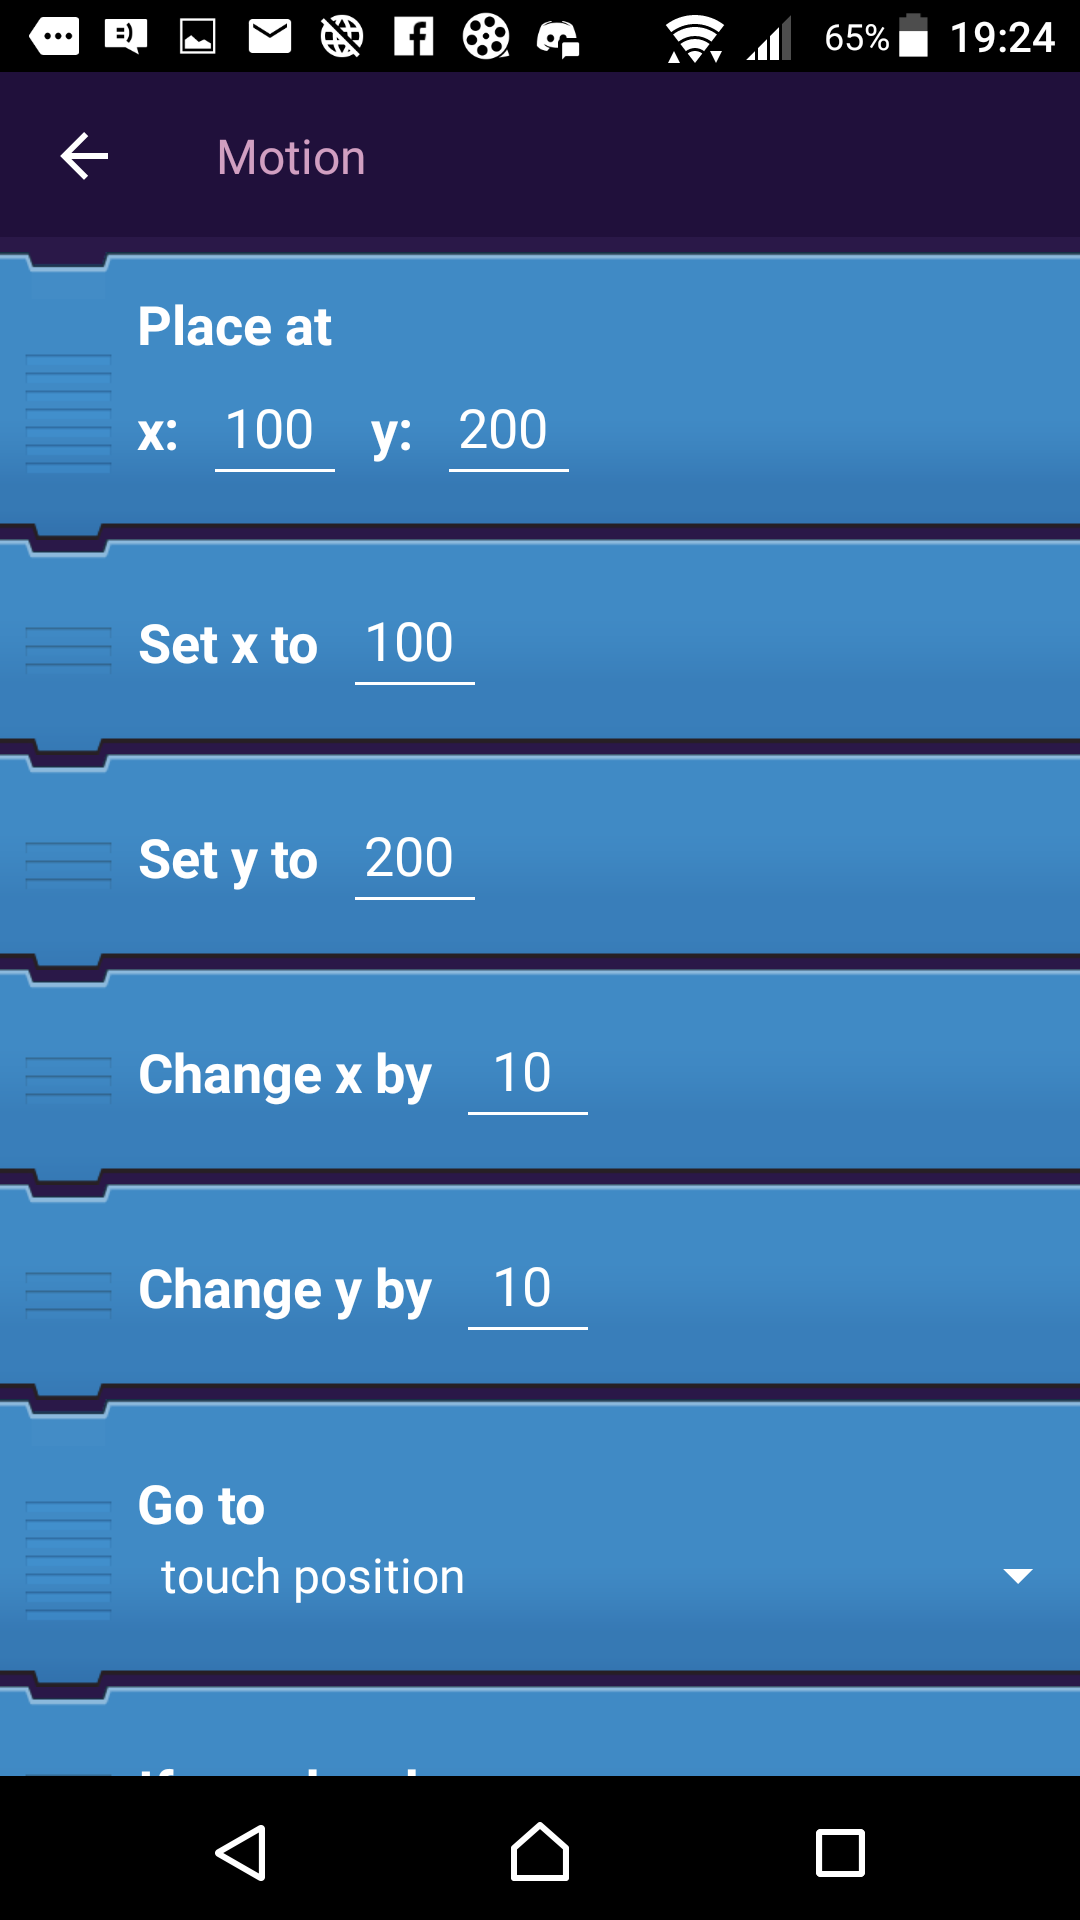 65% 19:24
Motion
Place at
x: 100 y: 200
Set x to 100
Set y to 200
Change x by 10
Change y by 10
Go to
touch position